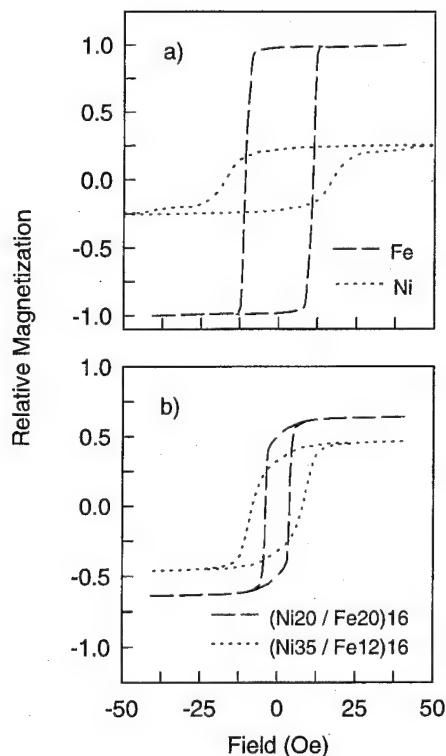 1.0
a)
0.5
0.0
-0.5
-1.0
Fe
Ni
Relative Magnetization
1.0
b)
0.5
0.0
-0.5
-1.0
(Ni20 / Fe20)16
(Ni35 / Fe12)16
-50 -25 0 25 50
Field (Oe)